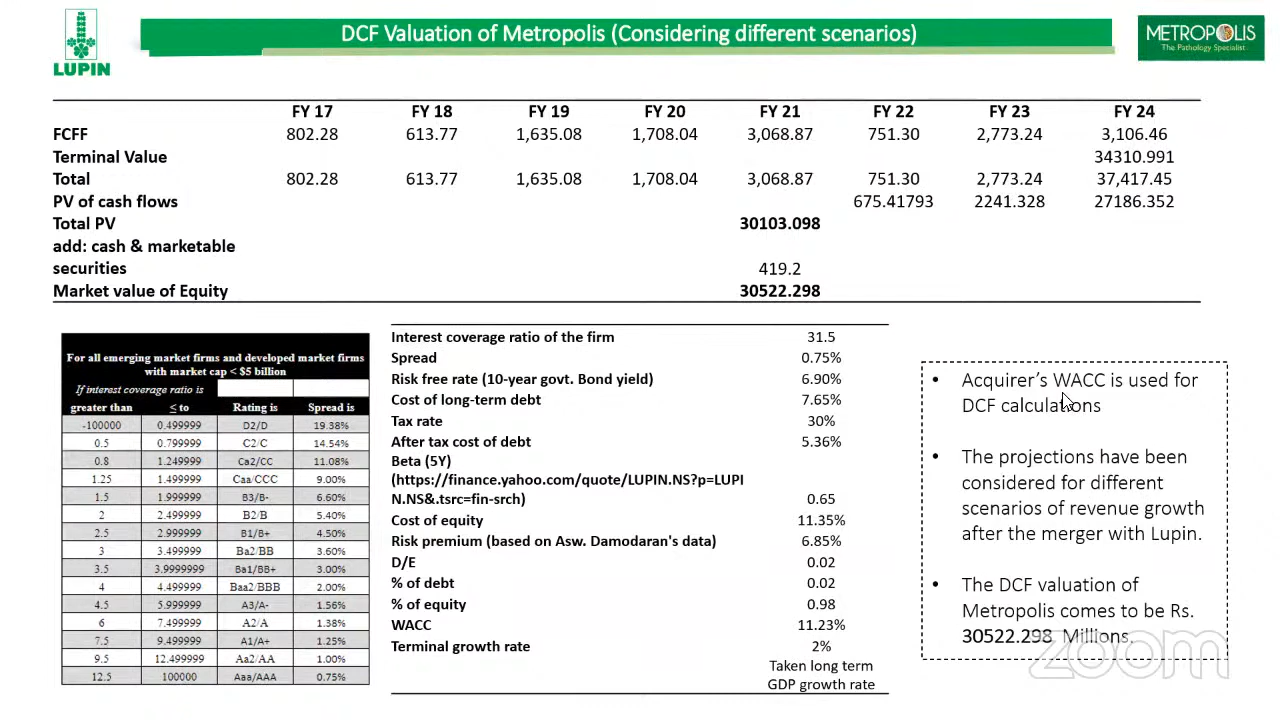 DCF Valuation of Metropolis (Considering different scenarios)
LUPIN
METROPOLIS
The Pathology Specialist
FY 17 FY 18 FY 19 FY 20 FY 21 FY 22 FY 23 FY 24
FCFF 802.28 613.77 1,635.08 1,708.04 3,068.87 751.30 2,773.24 3,106.46
Terminal Value 34310.991
Total 802.28 613.77 1,635.08 1,708.04 3,068.87 751.30 2,773.24 37,417.45
PV of cash flows 675.41793 2241.328 27186.352
Total PV 30103.098
add: cash & marketable
securities 419.2
Market value of Equity 30522.298
For all emerging market firms and developed market firms
with market cap < $5 billion
If interest coverage ratio is
greater than ≤ to Rating is Spread is
-100000 0.499999 D2/D 19.38%
0.5 0.799999 C2/C 14.54%
0.8 1.249999 Ca2/CC 11.08%
1.25 1.499999 Caa/CCC 9.00%
1.5 1.999999 B3/B- 6.60%
2 2.499999 B2/B 5.40%
2.5 2.999999 B1/B+ 4.50%
3 3.499999 Ba2/BB 3.60%
3.5 3.9999999 Ba1/BB+ 3.00%
4 4.499999 Baa2/BBB 2.00%
4.5 5.999999 A3/A- 1.56%
6 7.499999 A2/A 1.38%
7.5 9.499999 A1/A+ 1.25%
9.5 12.499999 Aa2/AA 1.00%
12.5 100000 Aaa/AAA 0.75%
Interest coverage ratio of the firm 31.5
Spread 0.75%
Risk free rate (10-year govt. Bond yield) 6.90%
Cost of long-term debt 7.65%
Tax rate 30%
After tax cost of debt 5.36%
Beta (5Y)
(https://finance.yahoo.com/quote/LUPIN.NS?p=LUPI
N.NS&.tsrc=fin-srch) 0.65
Cost of equity 11.35%
Risk premium (based on Asw. Damodaran's data) 6.85%
D/E 0.02
% of debt 0.02
% of equity 0.98
WACC 11.23%
Terminal growth rate 2%
Taken long term
GDP growth rate
• Acquirer's WACC is used for
DCF calculations
• The projections have been
considered for different
scenarios of revenue growth
after the merger with Lupin.
• The DCF valuation of
Metropolis comes to be Rs.
30522.298 Millions.
zoom